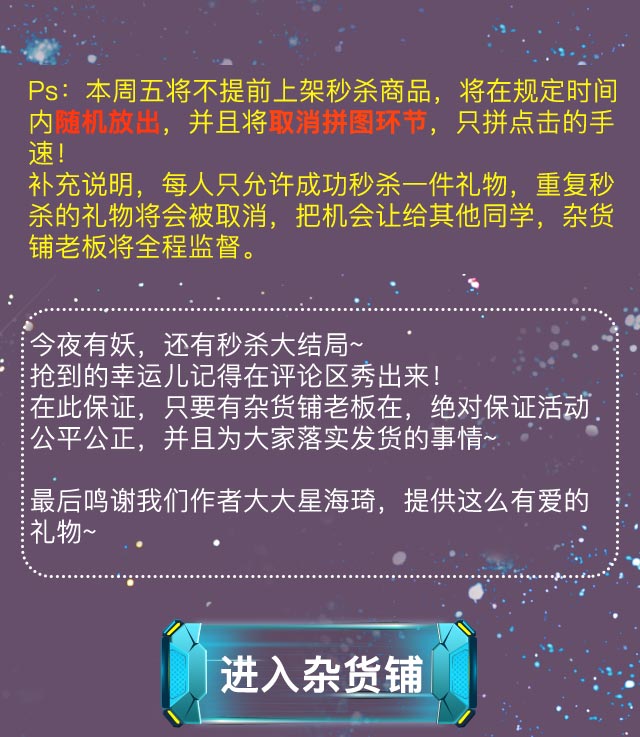 Ps：本周五将不提前上架秒杀商品，将在规定时间
内随机放出，并且将取消拼图环节，只拼点击的手
速！
补充说明，每人只允许成功秒杀一件礼物，重复秒
杀的礼物将会被取消，把机会让给其他同学，杂货
铺老板将全程监督。
今夜有妖，还有秒杀大结局~
抢到的幸运儿记得在评论区秀出来！
在此保证，只要有杂货铺老板在，绝对保证活动
公平公正，并且为大家落实发货的事情~
最后鸣谢我们作者大大星海琦，提供这么有爱的
礼物~
进入杂货铺